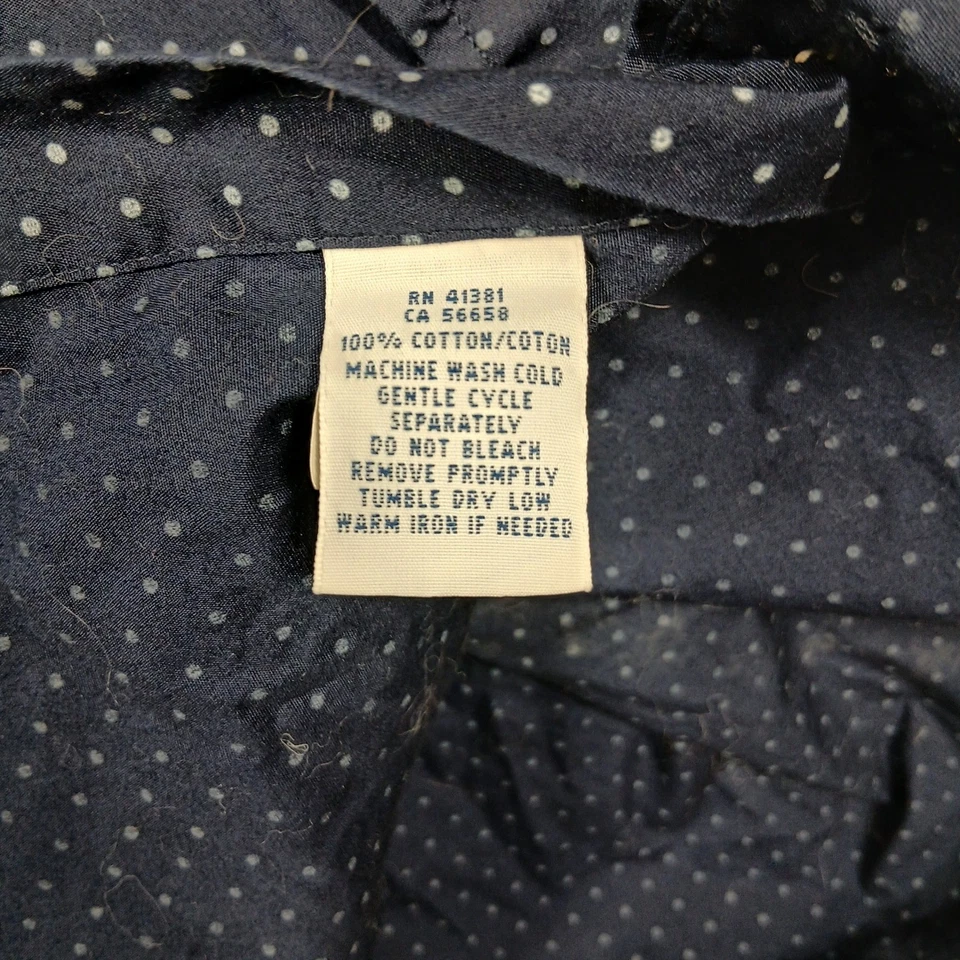 RN 41381
CA 56658
100% COTTON/COTON
MACHINE WASH COLD
GENTLE CYCLE
SEPARATELY
DO NOT BLEACH
REMOVE PROMPTLY
TUMBLE DRY LOW
WARM IRON IF NEEDED